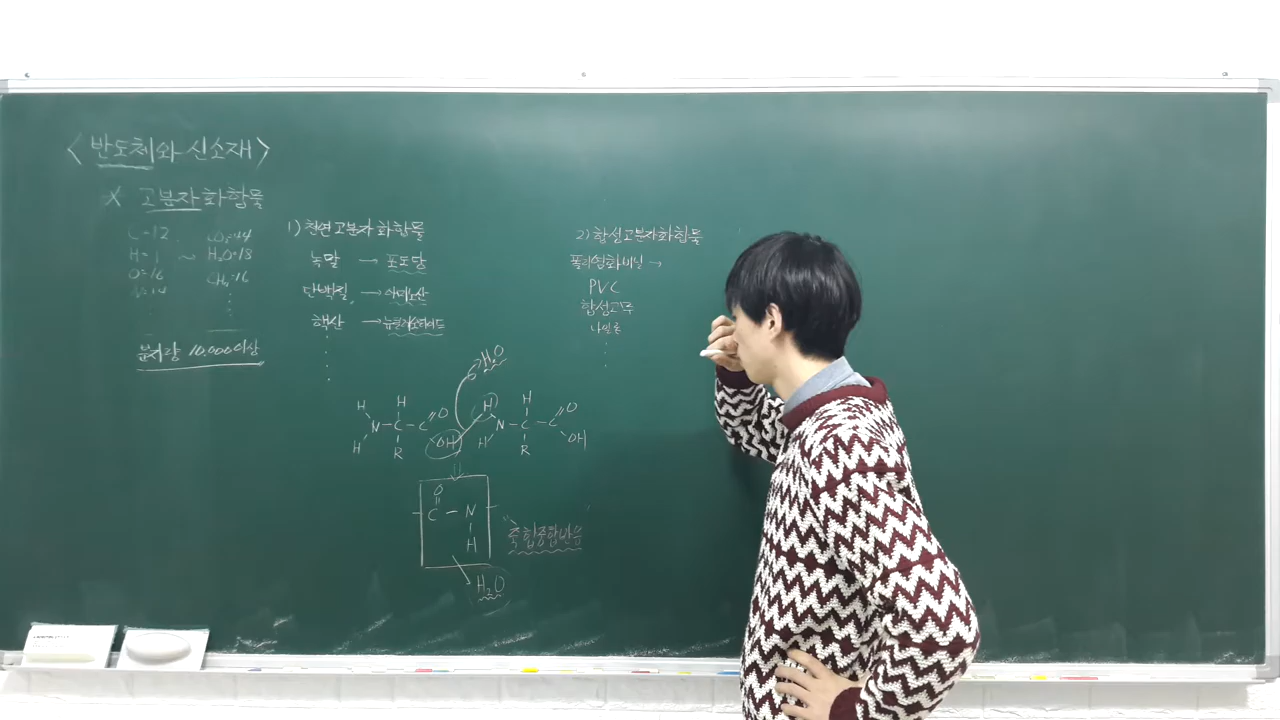 <반도체와 신소재>
* 고분자 화합물
C=12
H=1 ~
O=16
N=14
CO₂=44
H₂O=18
CH₄=16
분자량 10,000이상
1) 천연고분자 화합물
녹말 → 포도당
단백질 → 아미노산
핵산 → 뉴클레오타이드
2) 합성고분자화합물
폴리염화비닐 →
PVC
합성고무
나일론
H₂O
H H H H
O O
N - C - C N - C - C
H R OH H R OH
O
C - N
H
축합중합반응
H₂O